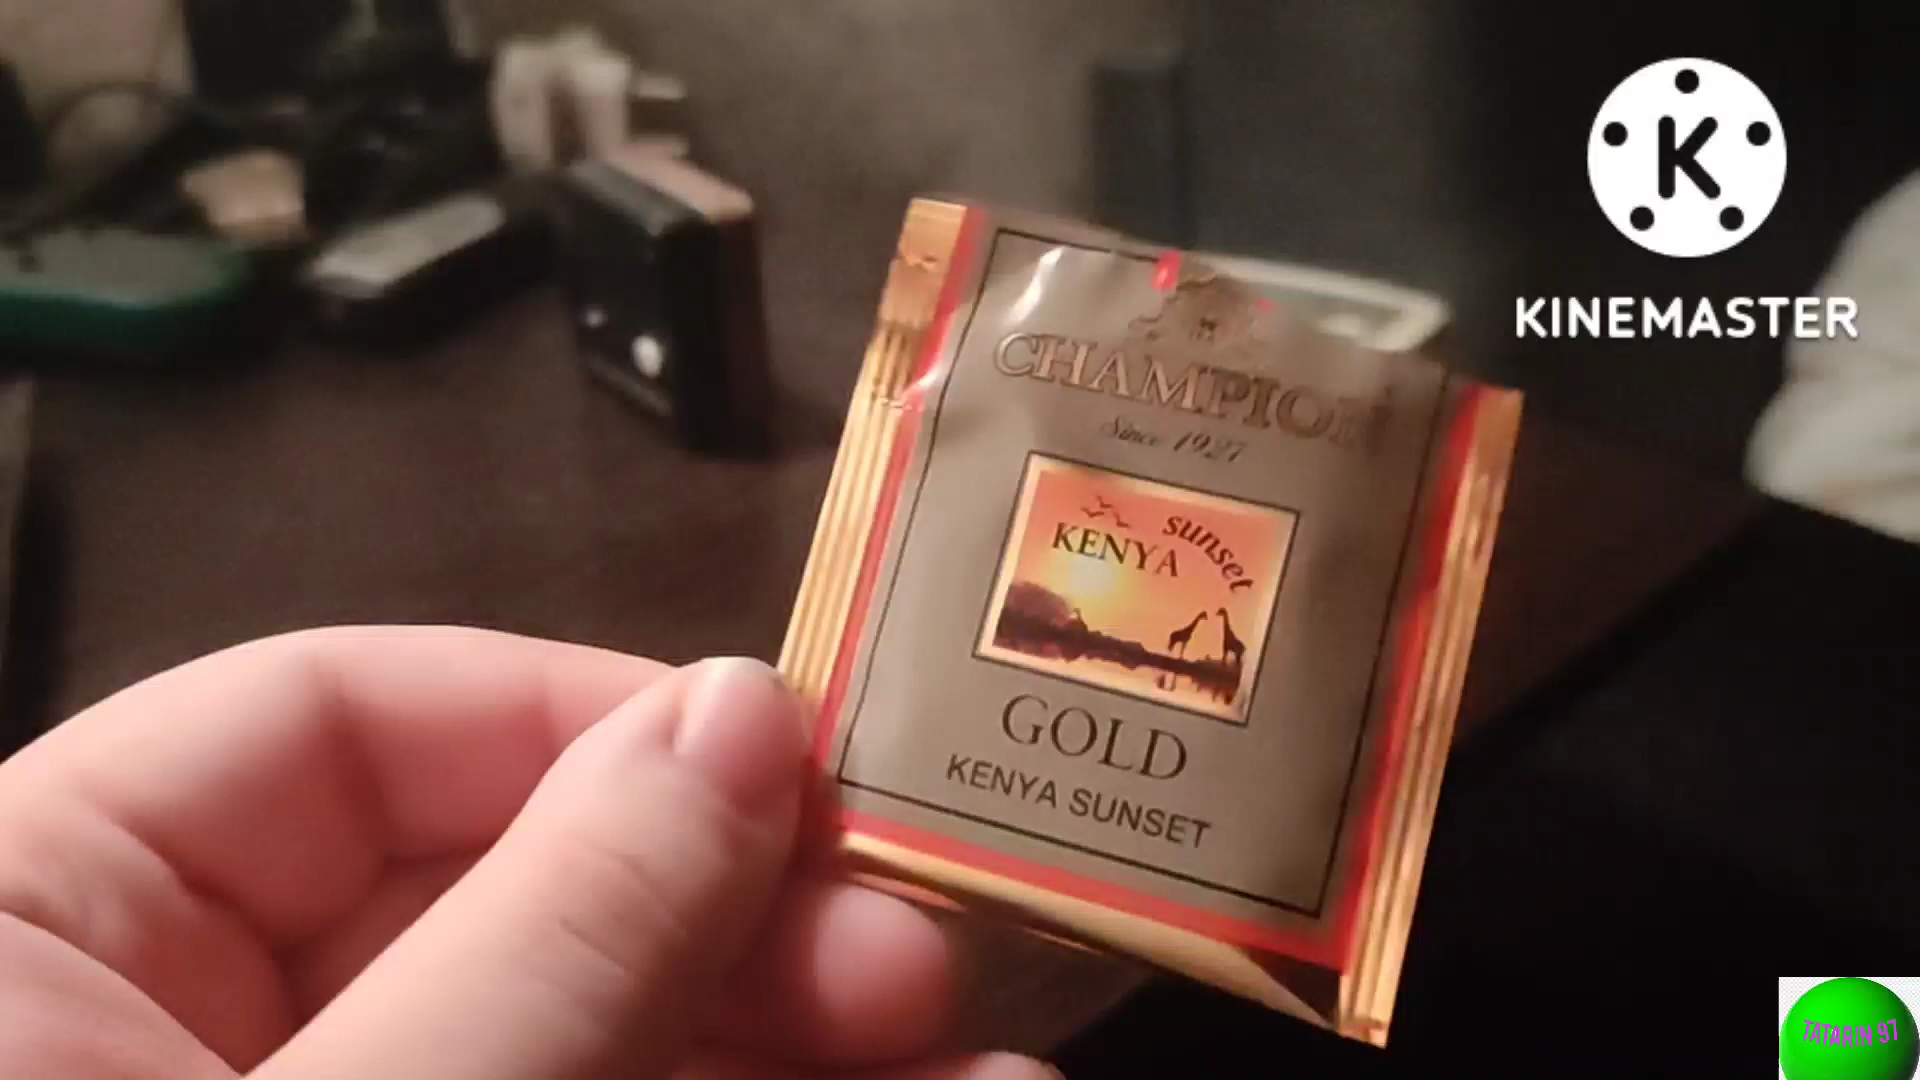 K
KINEMASTER
CHAMPION
Since 1927
sunset
KENYA
GOLD
KENYA SUNSET
TATARIN 97